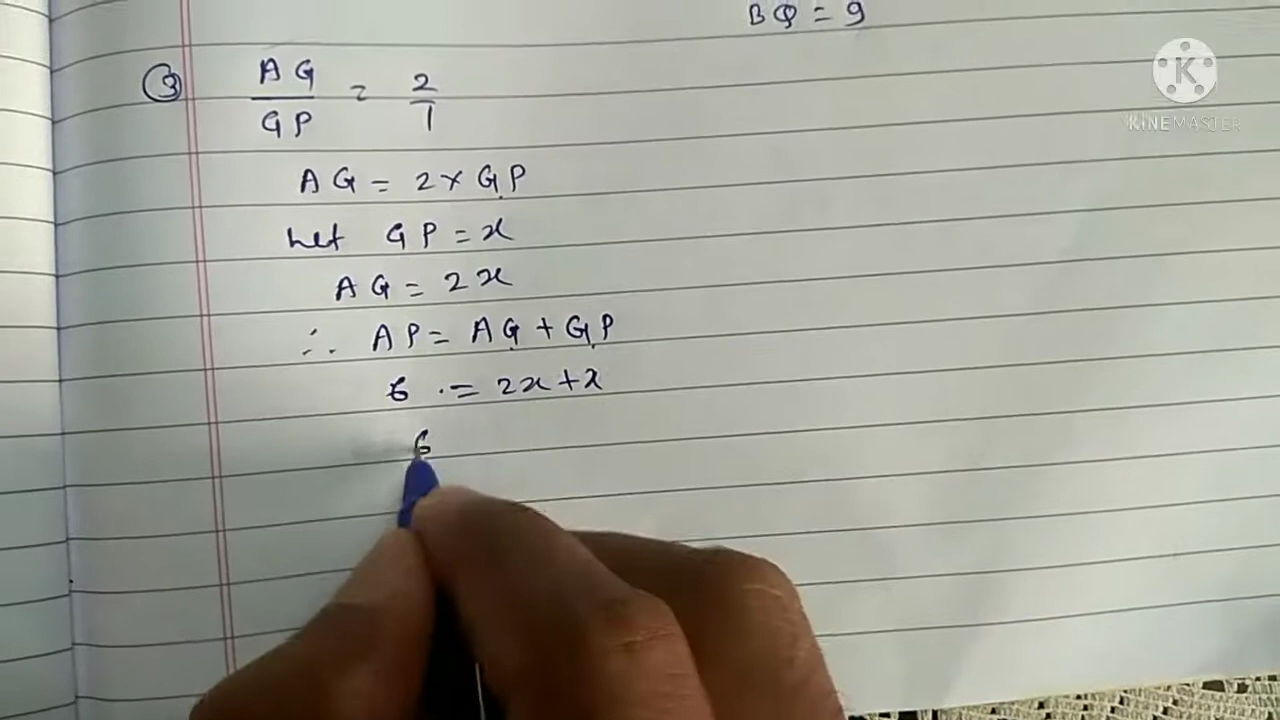 BQ = 9
③ AG/GP = 2/1
AG = 2 × GP
Let GP = x
AG = 2x
∴ AP = AG + GP
6 .= 2x + x
6
KINEMASTER